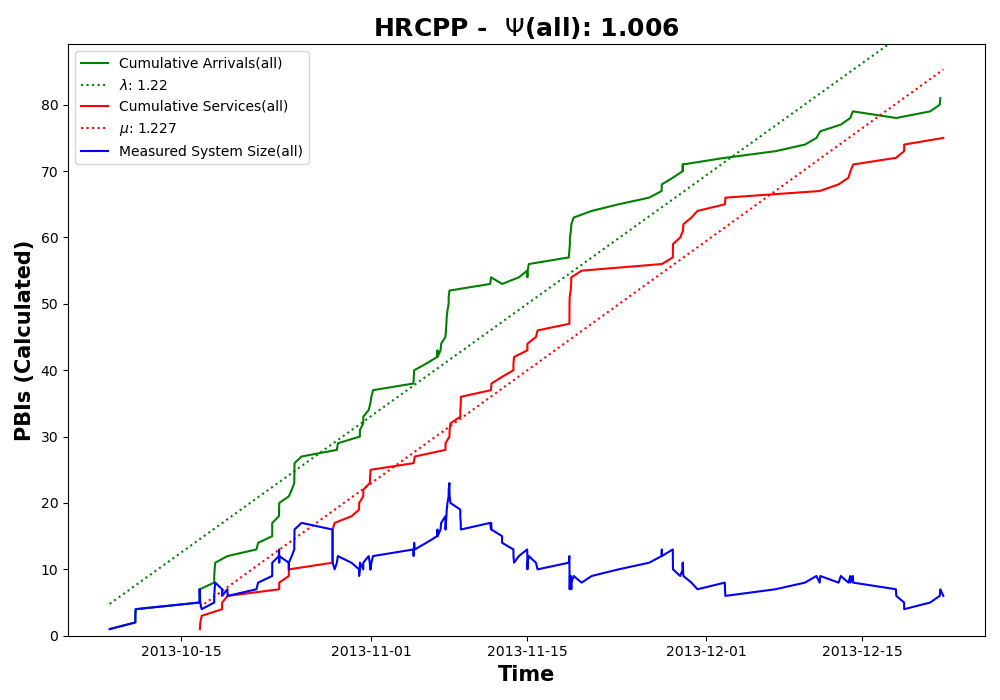 HRCPP - Ψ(all): 1.006
Cumulative Arrivals(all)
λ: 1.22
Cumulative Services(all)
μ: 1.227
Measured System Size(all)
PBIs (Calculated)
80
70
60
50
40
30
20
10
0
2013-10-15 2013-11-01 2013-11-15 2013-12-01 2013-12-15
Time